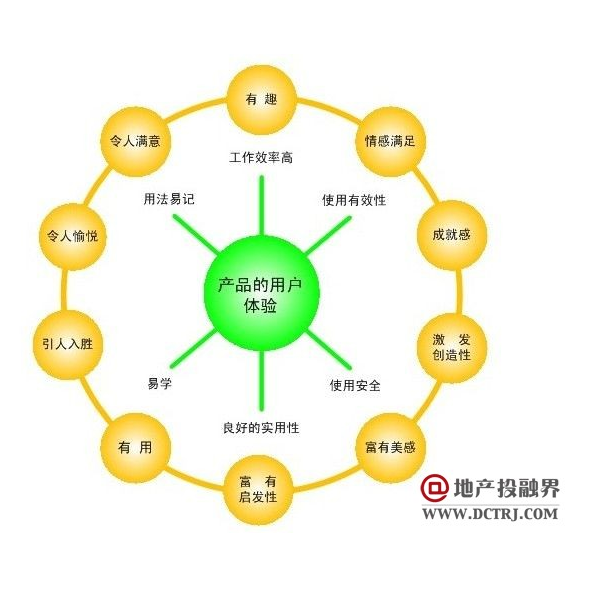 有 趣
令人满意
情感满足
工作效率高
用法易记
使用有效性
令人愉悦
成就感
产品的用户
体验
引人入胜
激 发
创造性
易学
使用安全
良好的实用性
有 用
富有美感
富 有
启发性
@地产投融界
WWW.DCTRJ.COM